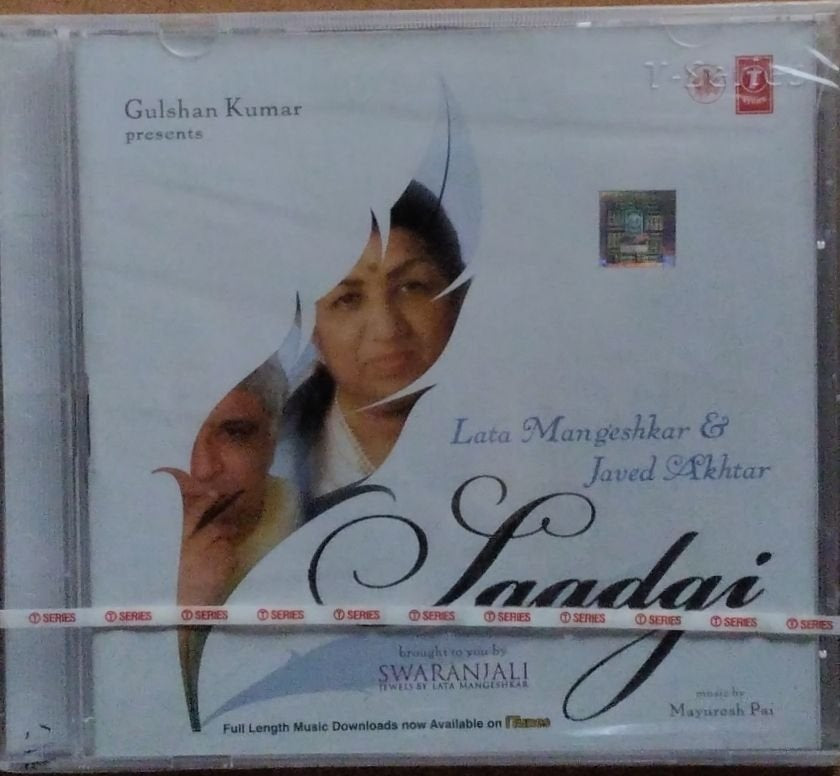 Gulshan Kumar
presents
T-Series
Lata Mangeshkar &
Javed Akhtar
Saadgi
T SERIES T SERIES T SERIES T SERIES T SERIES T SERIES T SERIES T SERIES T SERIES T SERIES T SERIES
brought to you by
SWARANJALI
JEWELS BY LATA MANGESHKAR
music by
Mayuresh Pai
Full Length Music Downloads now Available on iTunes